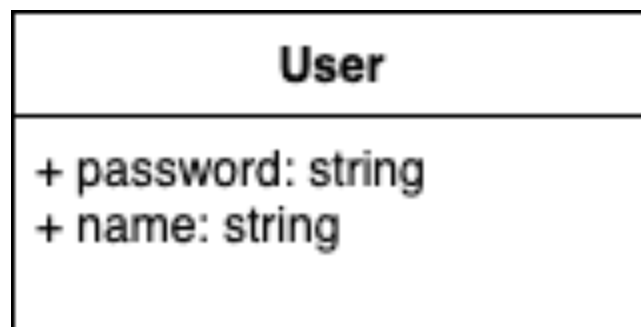 User
+ password: string
+ name: string